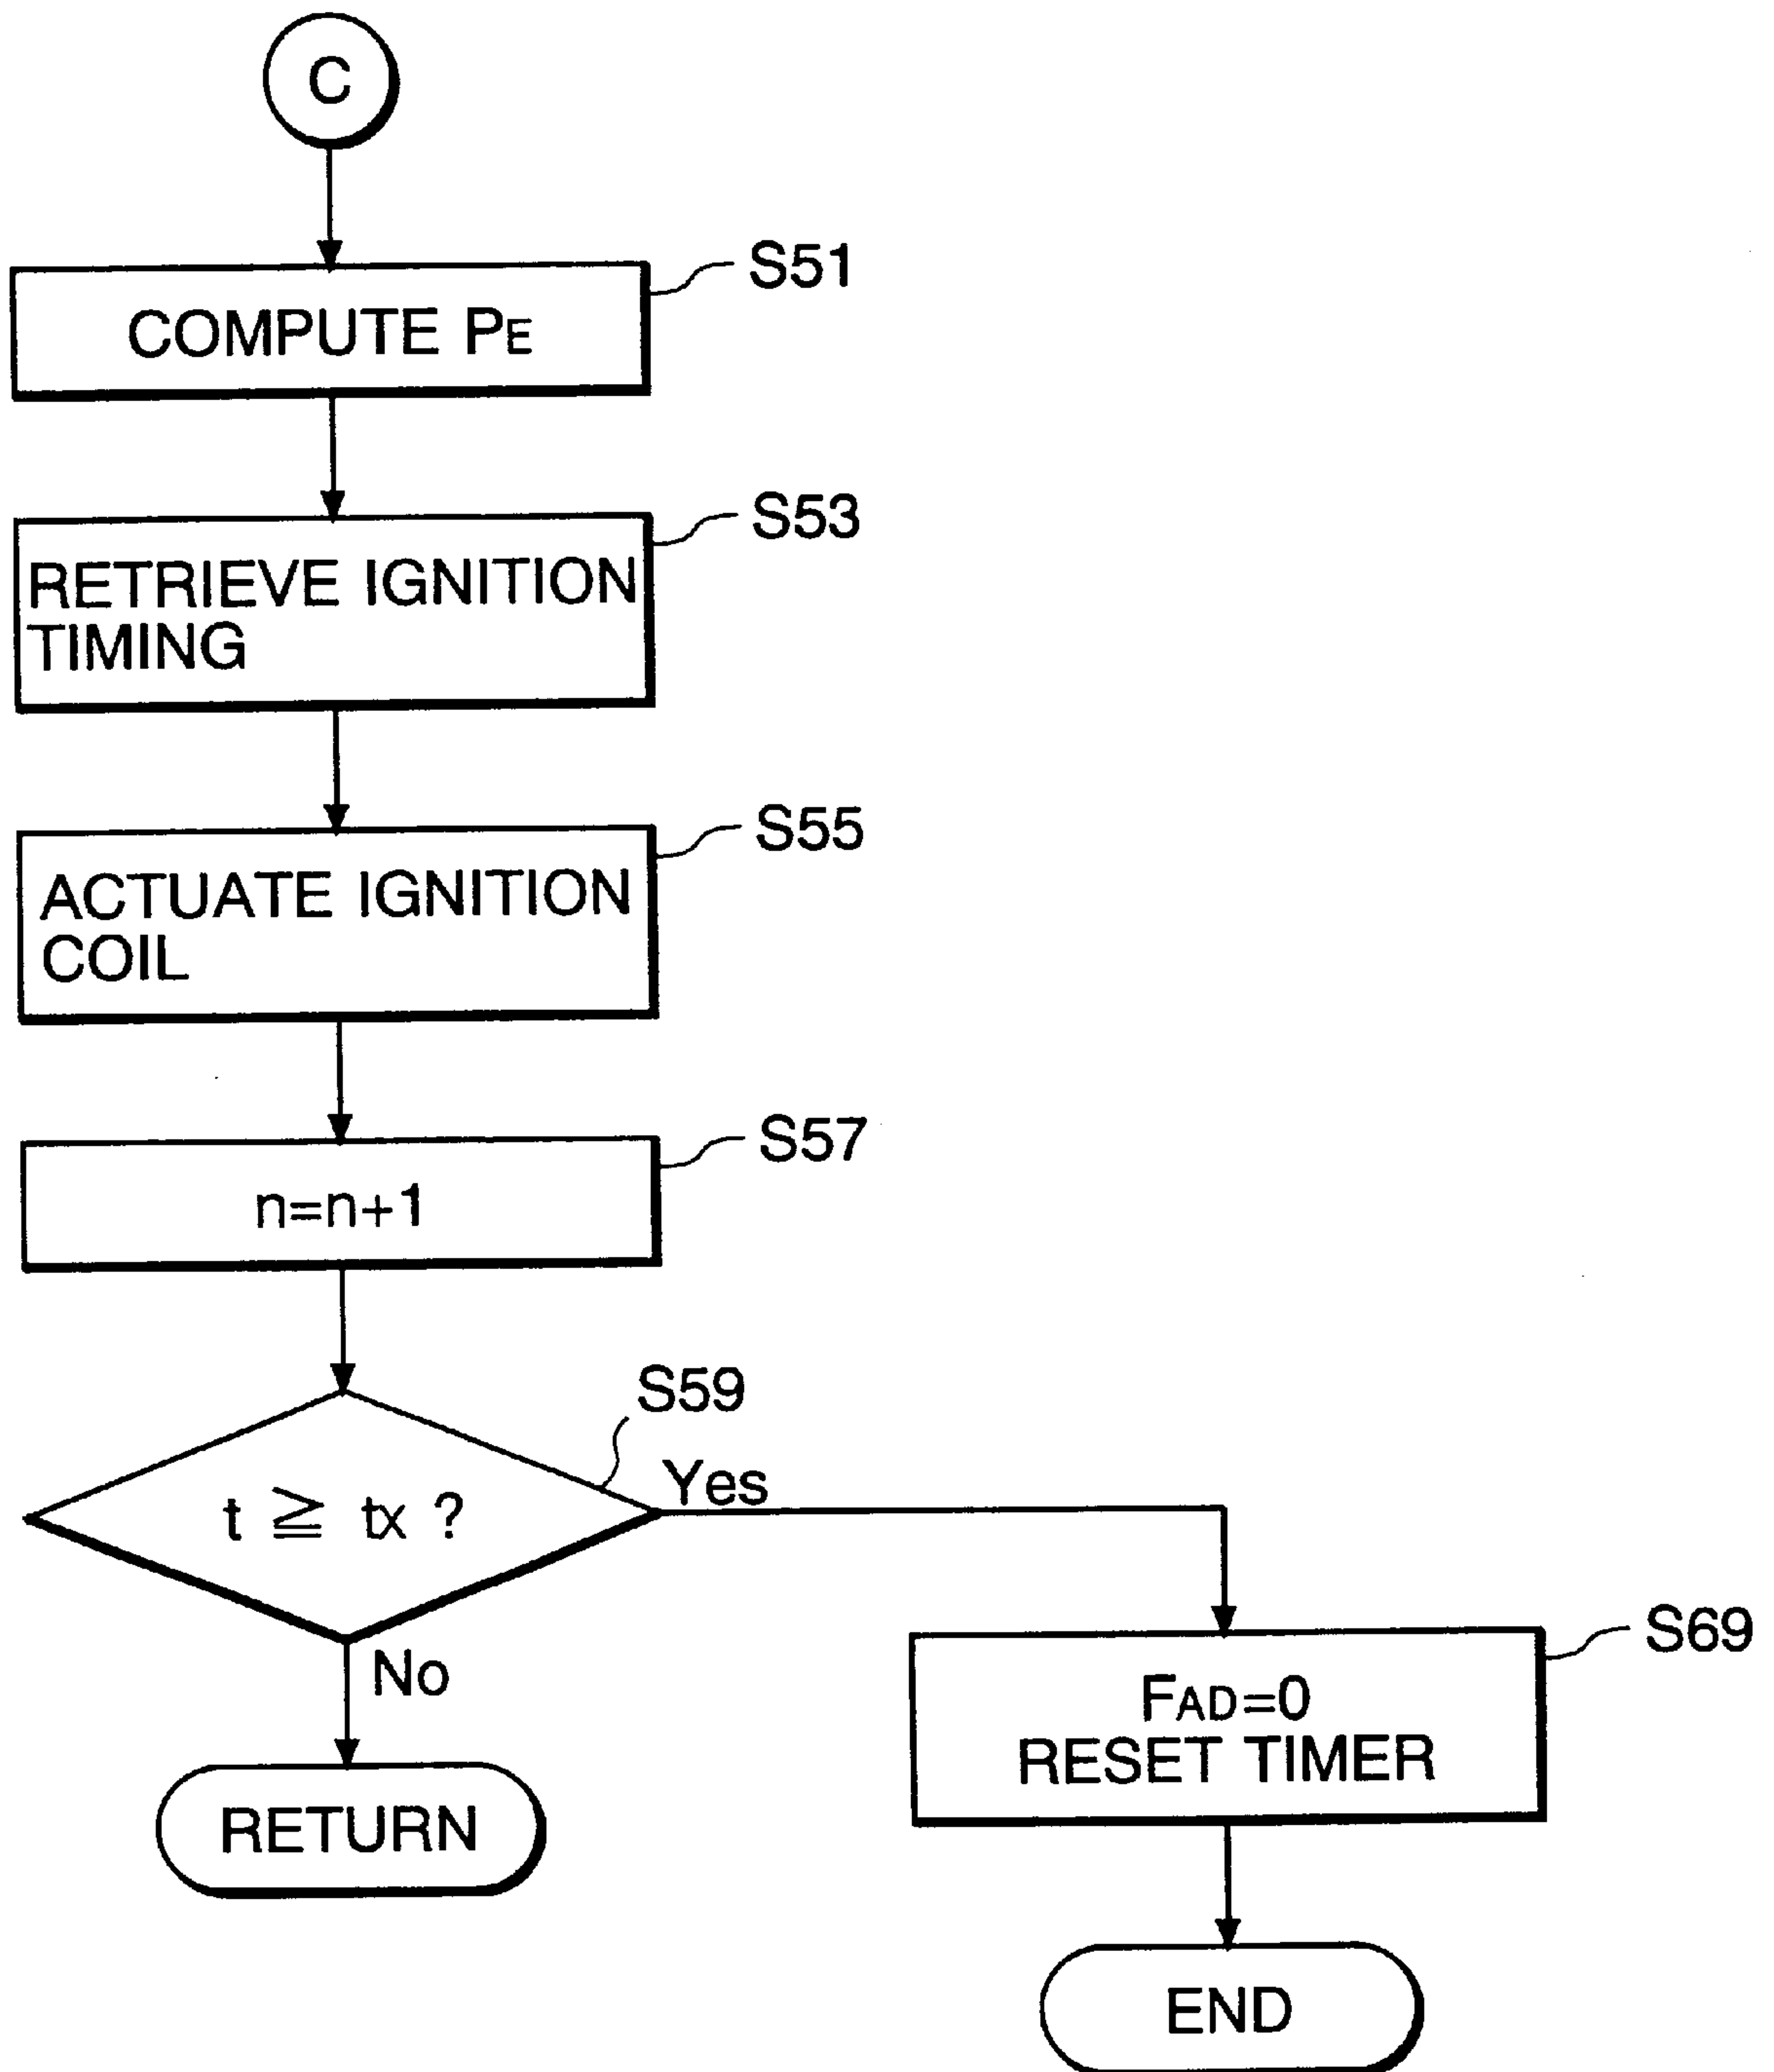 C
S51
COMPUTE PE
S53
RETRIEVE IGNITION
TIMING
S55
ACTUATE IGNITION
COIL
S57
n=n+1
S59
t ≧ tx ?
Yes
No
S69
FAD=0
RESET TIMER
RETURN
END